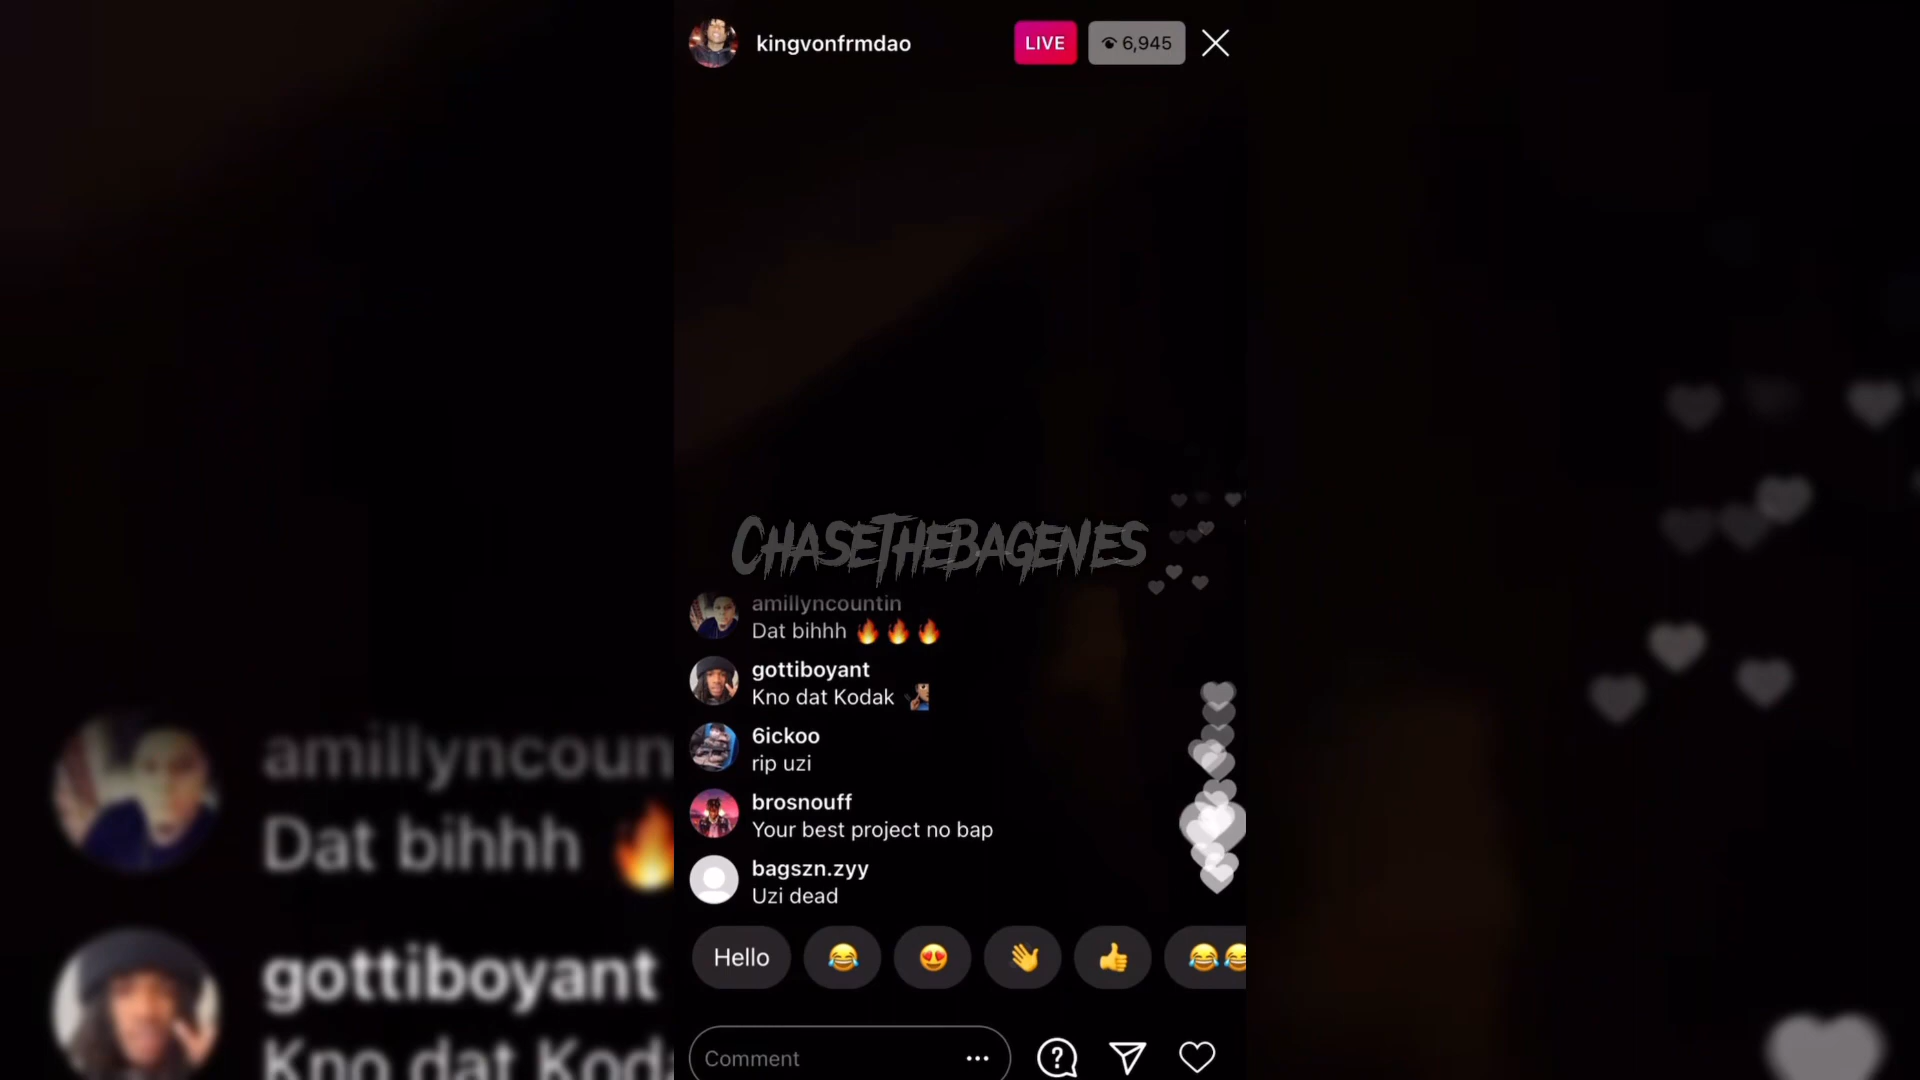 kingvonfrmdao
LIVE
6,945
CHASETHEBAGENES
amillyncountin
Dat bihhh 🔥🔥🔥
gottiboyant
Kno dat Kodak
6ickoo
rip uzi
brosnouff
Your best project no bap
bagszn.zyy
Uzi dead
Hello
Comment
amillyncoun
Dat bihhh
gottiboyant
Kno dat Koda